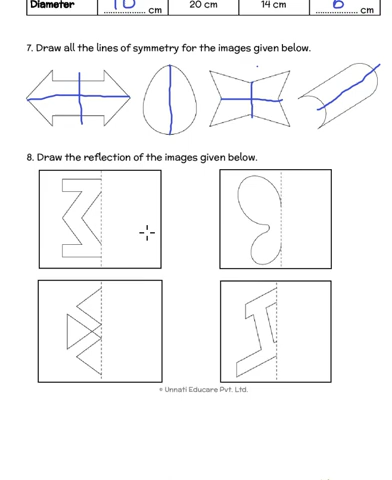 Diameter 10 cm 20 cm 14 cm 6 cm
7. Draw all the lines of symmetry for the images given below.
8. Draw the reflection of the images given below.
© Unnati Educare Pvt. Ltd.